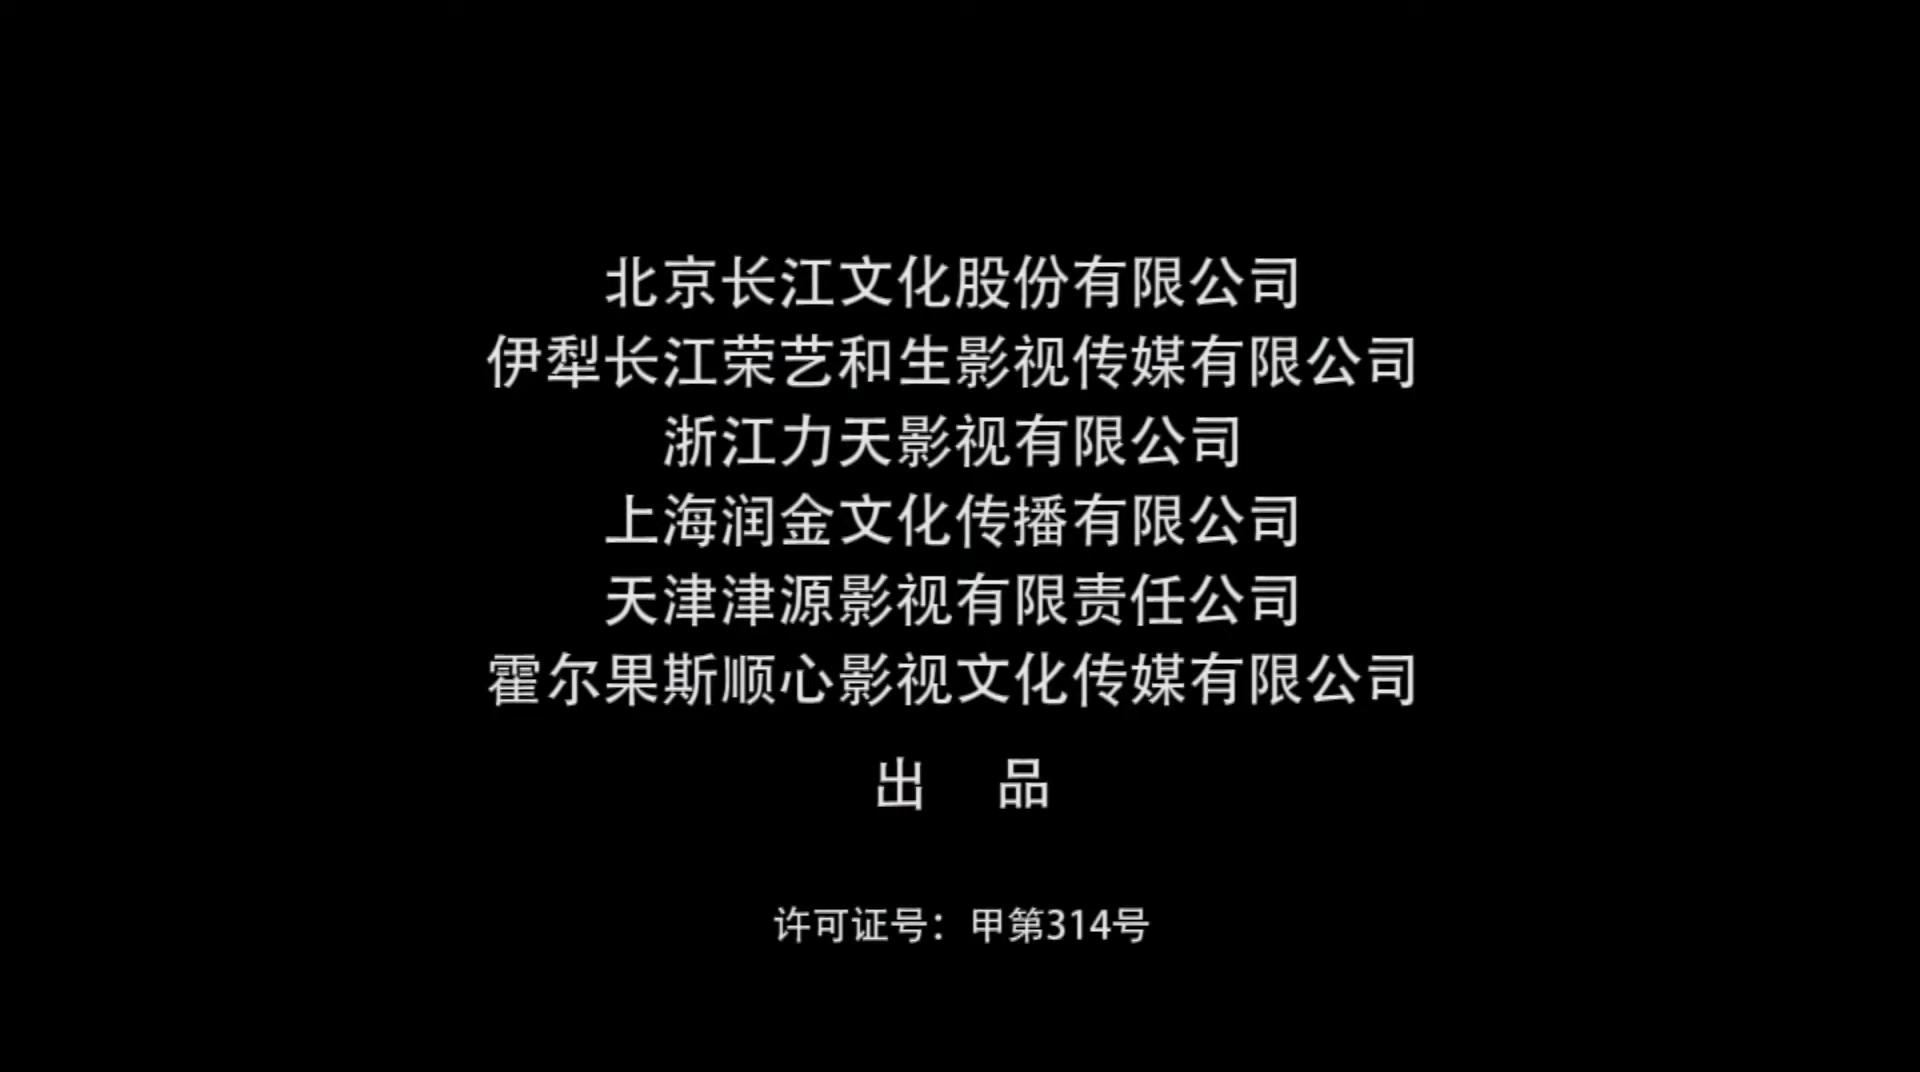 北京长江文化股份有限公司
伊犁长江荣艺和生影视传媒有限公司
浙江力天影视有限公司
上海润金文化传播有限公司
天津津源影视有限责任公司
霍尔果斯顺心影视文化传媒有限公司
出 品
许可证号：甲第314号